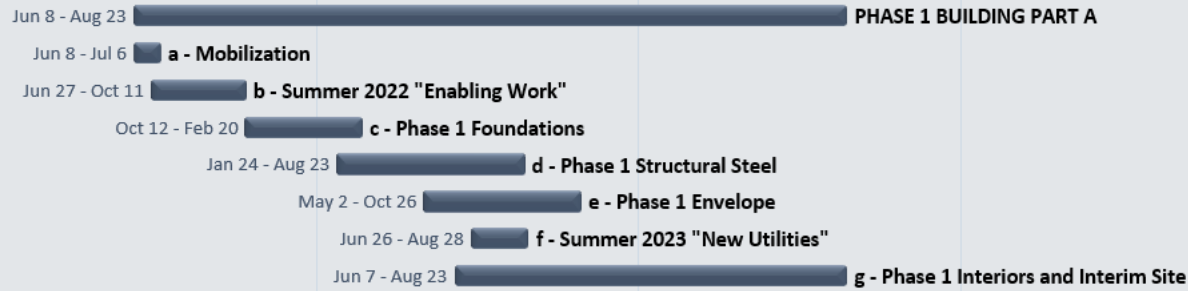 Jun 8 - Aug 23 PHASE 1 BUILDING PART A
Jun 8 - Jul 6 a - Mobilization
Jun 27 - Oct 11 b - Summer 2022 "Enabling Work"
Oct 12 - Feb 20 c - Phase 1 Foundations
Jan 24 - Aug 23 d - Phase 1 Structural Steel
May 2 - Oct 26 e - Phase 1 Envelope
Jun 26 - Aug 28 f - Summer 2023 "New Utilities"
Jun 7 - Aug 23 g - Phase 1 Interiors and Interim Site